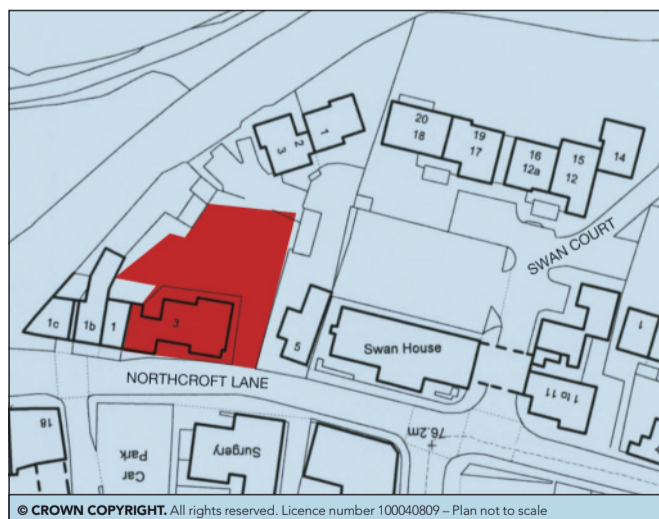 20
18
19
17
16
12a
15
12
14
1
2
3
SWAN COURT
1c
1b
1
3
5
Swan House
1
1 to 11
NORTHCROFT LANE
76.2m
18
Car
Park
Surgery
© CROWN COPYRIGHT. All rights reserved. Licence number 100040809 – Plan not to scale